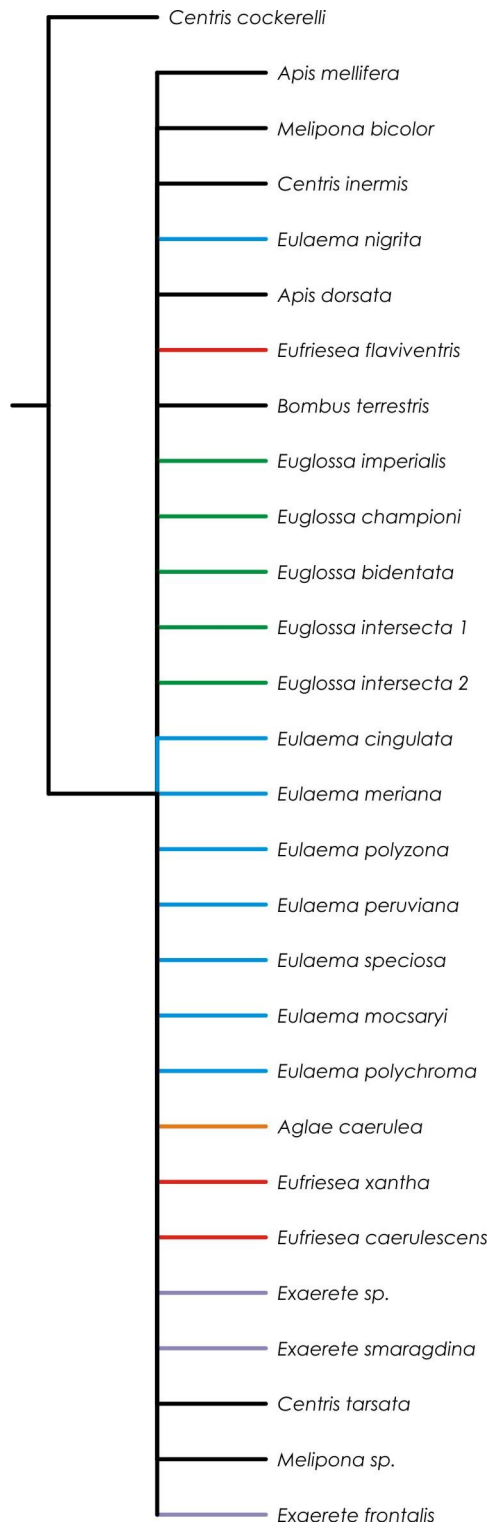 Centris cockerelli
Apis mellifera
Melipona bicolor
Centris inermis
Eulaema nigrita
Apis dorsata
Eufriesea flaviventris
Bombus terrestris
Euglossa imperialis
Euglossa championi
Euglossa bidentata
Euglossa intersecta 1
Euglossa intersecta 2
Eulaema cingulata
Eulaema meriana
Eulaema polyzona
Eulaema peruviana
Eulaema speciosa
Eulaema mocsaryi
Eulaema polychroma
Aglae caerulea
Eufriesea xantha
Eufriesea caerulescens
Exaerete sp.
Exaerete smaragdina
Centris tarsata
Melipona sp.
Exaerete frontalis